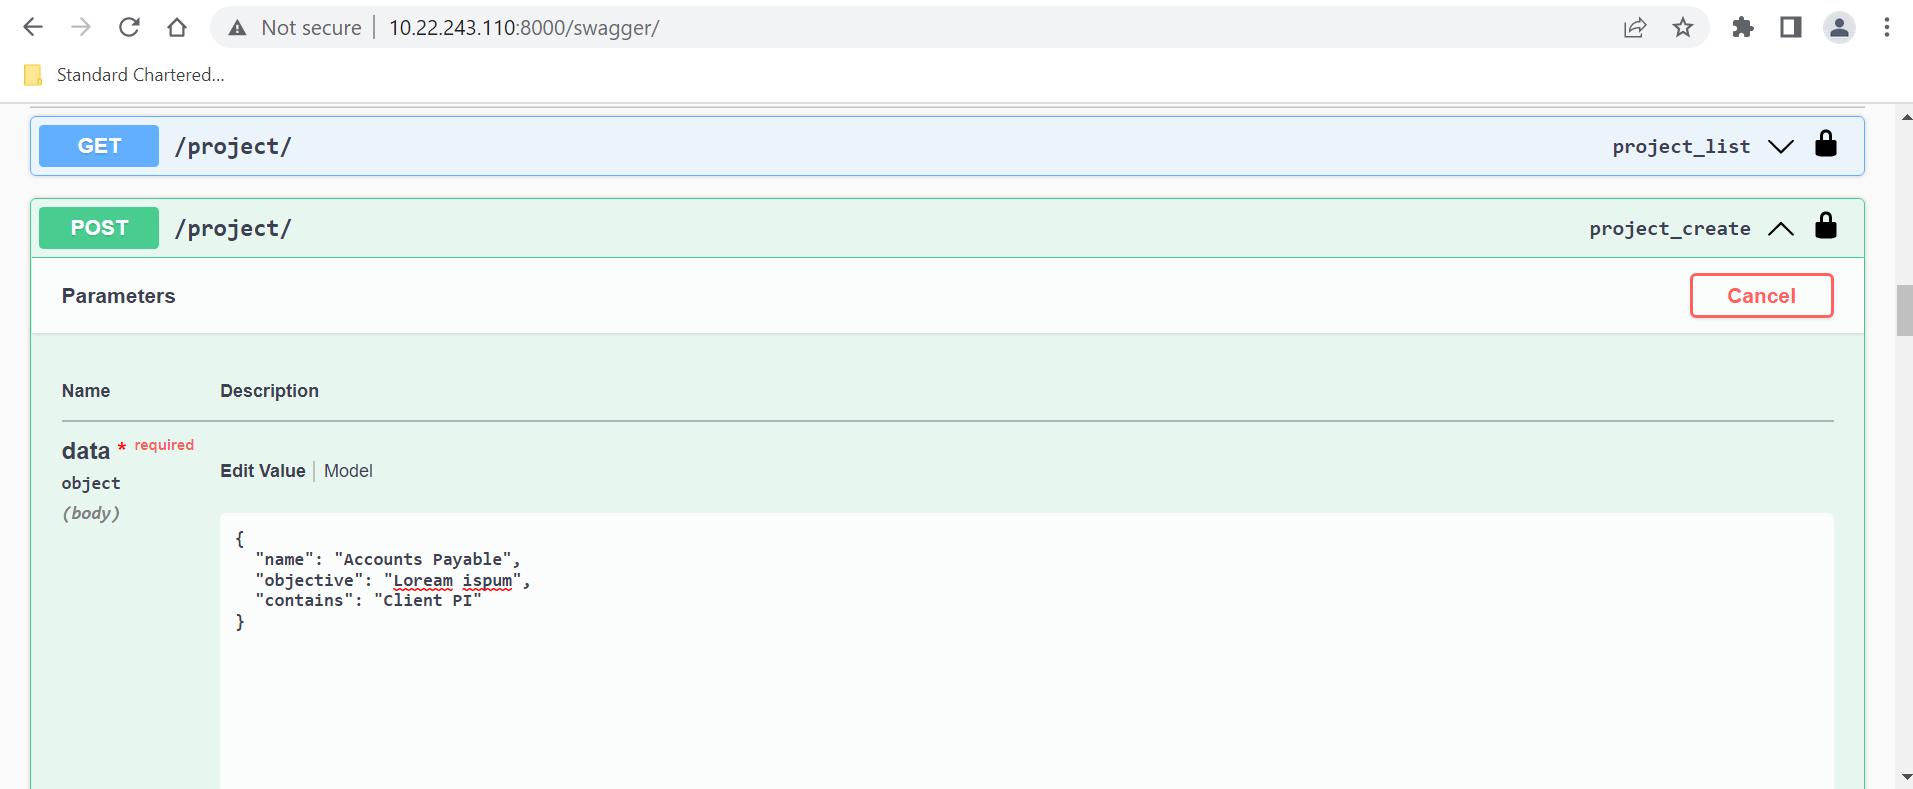 Not secure 10.22.243.110:8000/swagger/
Standard Chartered...
GET /project/ project_list
POST /project/ project_create
Parameters Cancel
Name Description
data * required
object
(body)
Edit Value Model
{
"name": "Accounts Payable",
"objective": "Loream ispum",
"contains": "Client PI"
}